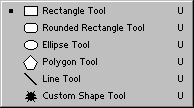 Rectangle Tool U
Rounded Rectangle Tool U
Ellipse Tool U
Polygon Tool U
Line Tool U
Custom Shape Tool U